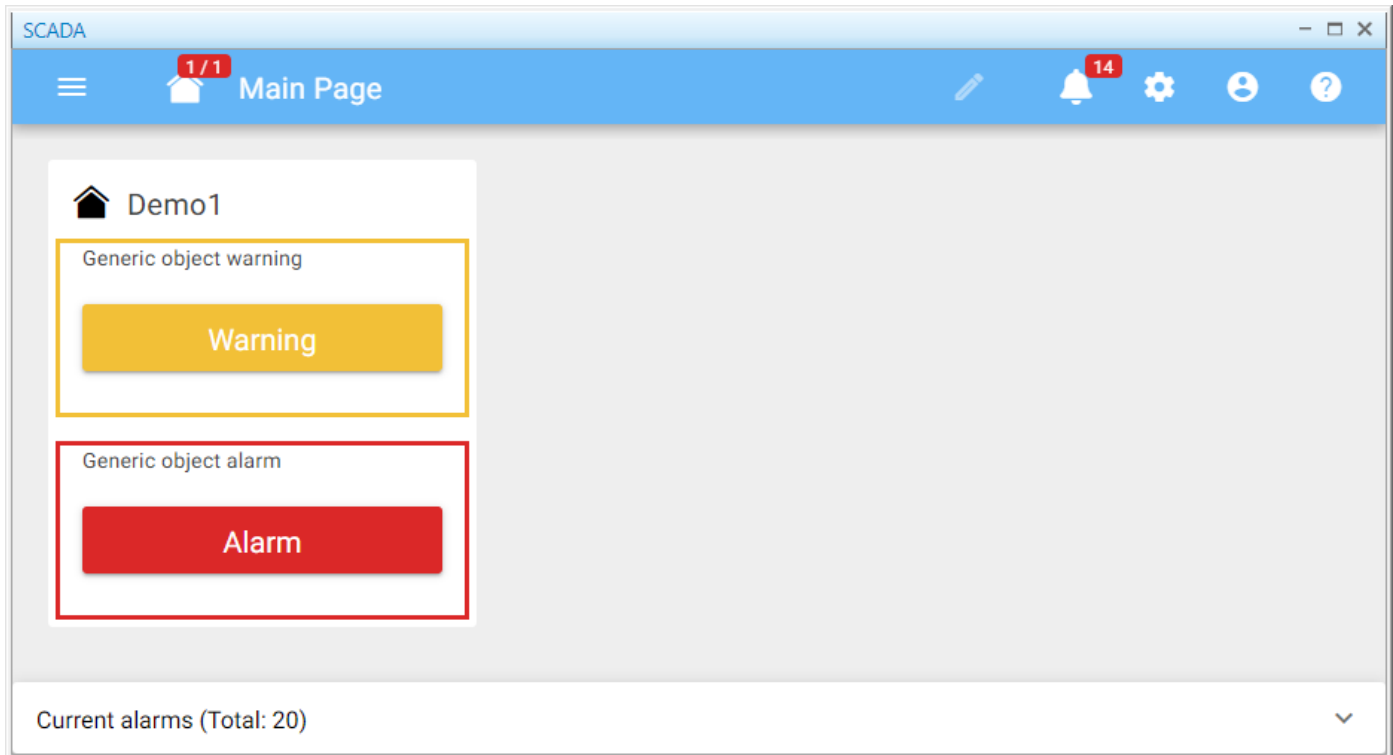 SCADA
1 / 1
Main Page
14
Demo1
Generic object warning
Warning
Generic object alarm
Alarm
Current alarms (Total: 20)